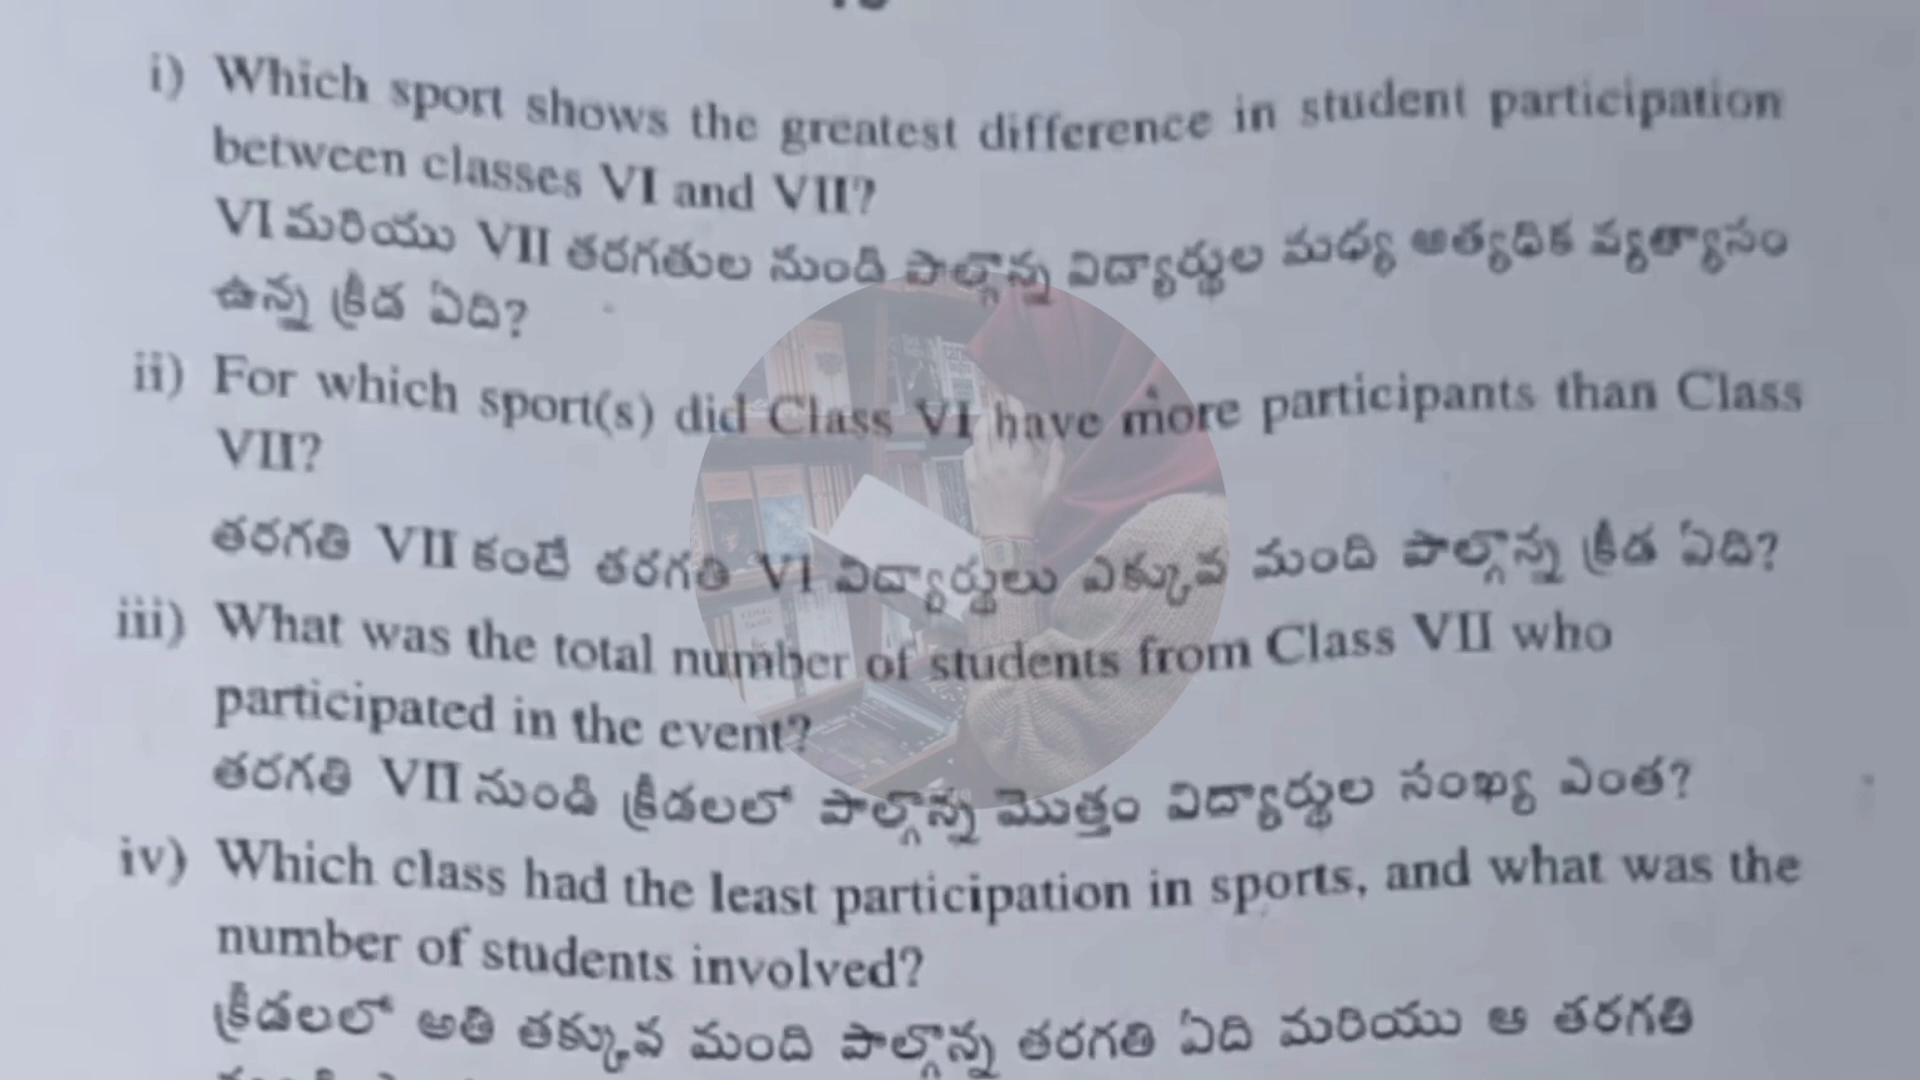 i) Which sport shows the greatest difference in student participation
between classes VI and VII?
VI మరియు VII తరగతుల నుండి పాల్గొన్న విద్యార్థుల మధ్య అత్యధిక వ్యత్యాసం
ఉన్న క్రీడ ఏది?
ii) For which sport(s) did Class VI have more participants than Class
VII?
తరగతి VII కంటే తరగతి VI విద్యార్థులు ఎక్కువ మంది పాల్గొన్న క్రీడ ఏది?
iii) What was the total number of students from Class VII who
participated in the event?
తరగతి VII నుండి క్రీడలలో పాల్గొన్న మొత్తం విద్యార్థుల సంఖ్య ఎంత?
iv) Which class had the least participation in sports, and what was the
number of students involved?
క్రీడలలో అతి తక్కువ మంది పాల్గొన్న తరగతి ఏది మరియు ఆ తరగతి